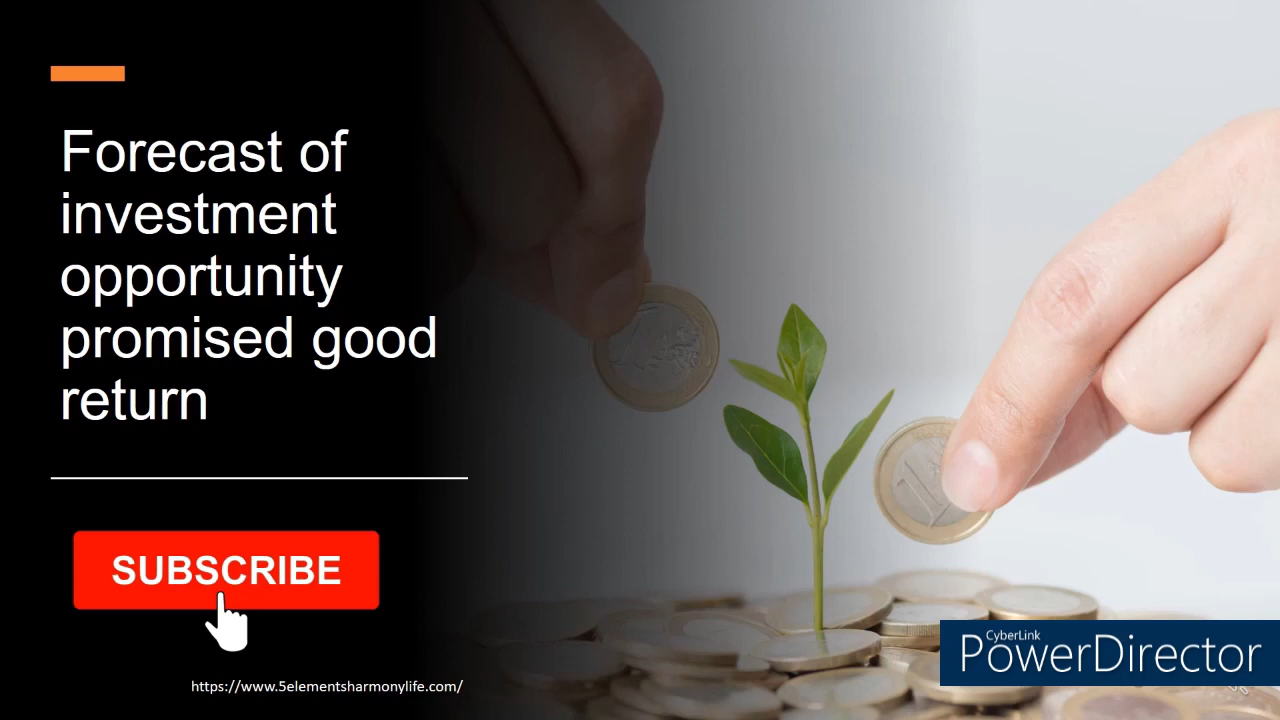 Forecast of
investment
opportunity
promised good
return
SUBSCRIBE
https://www.5elementsharmonylife.com/
CyberLink
PowerDirector